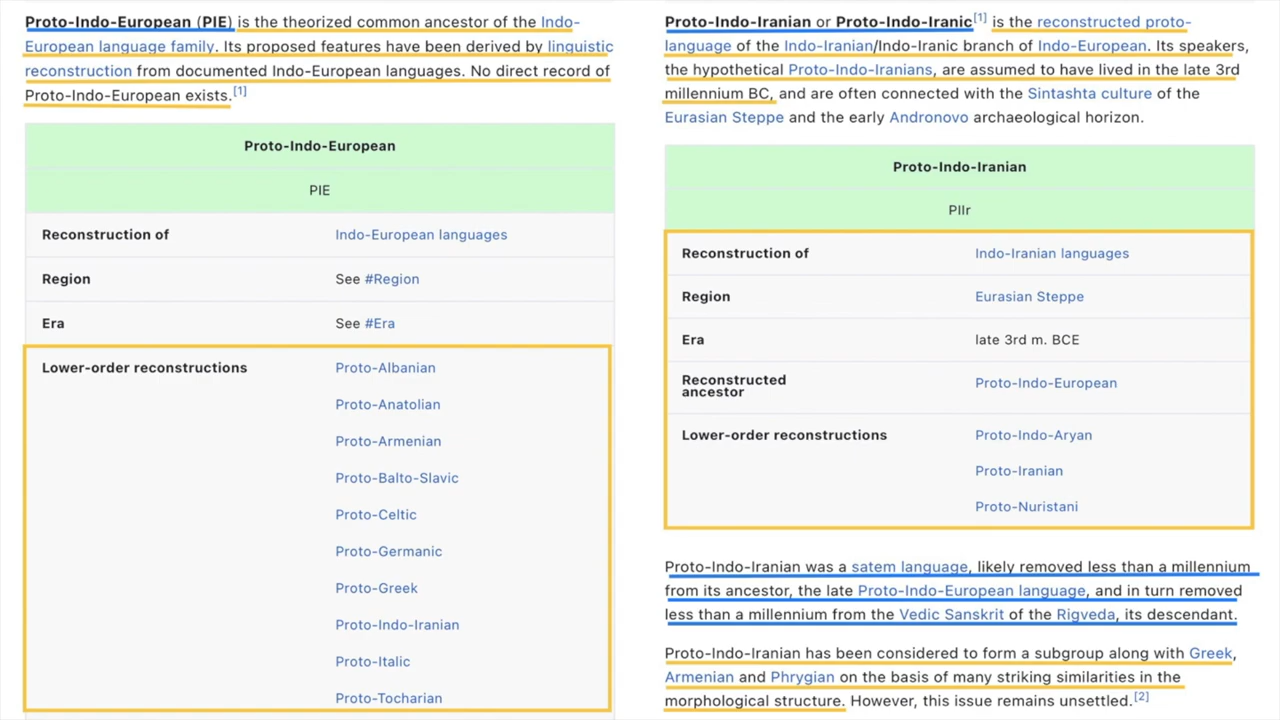 Proto-Indo-European (PIE) is the theorized common ancestor of the Indo-
European language family. Its proposed features have been derived by linguistic
reconstruction from documented Indo-European languages. No direct record of
Proto-Indo-European exists.[1]
Proto-Indo-European
PIE
Reconstruction of Indo-European languages
Region See #Region
Era See #Era
Lower-order reconstructions Proto-Albanian
Proto-Anatolian
Proto-Armenian
Proto-Balto-Slavic
Proto-Celtic
Proto-Germanic
Proto-Greek
Proto-Indo-Iranian
Proto-Italic
Proto-Tocharian
Proto-Indo-Iranian or Proto-Indo-Iranic[1] is the reconstructed proto-
language of the Indo-Iranian/Indo-Iranic branch of Indo-European. Its speakers,
the hypothetical Proto-Indo-Iranians, are assumed to have lived in the late 3rd
millennium BC, and are often connected with the Sintashta culture of the
Eurasian Steppe and the early Andronovo archaeological horizon.
Proto-Indo-Iranian
PIIr
Reconstruction of Indo-Iranian languages
Region Eurasian Steppe
Era late 3rd m. BCE
Reconstructed
ancestor Proto-Indo-European
Lower-order reconstructions Proto-Indo-Aryan
Proto-Iranian
Proto-Nuristani
Proto-Indo-Iranian was a satem language, likely removed less than a millennium
from its ancestor, the late Proto-Indo-European language, and in turn removed
less than a millennium from the Vedic Sanskrit of the Rigveda, its descendant.
Proto-Indo-Iranian has been considered to form a subgroup along with Greek,
Armenian and Phrygian on the basis of many striking similarities in the
morphological structure. However, this issue remains unsettled.[2]